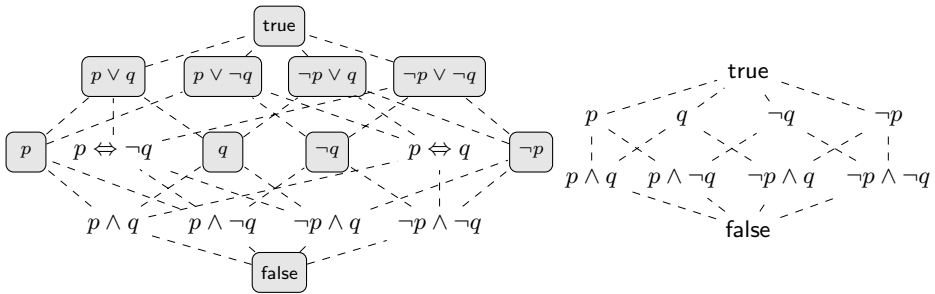 true
p ∨ q p ∨ ¬q ¬p ∨ q ¬p ∨ ¬q
p p ⇔ ¬q q ¬q p ⇔ q ¬p
p ∧ q p ∧ ¬q ¬p ∧ q ¬p ∧ ¬q
false
true
p q ¬q ¬p
p ∧ q p ∧ ¬q ¬p ∧ q ¬p ∧ ¬q
false